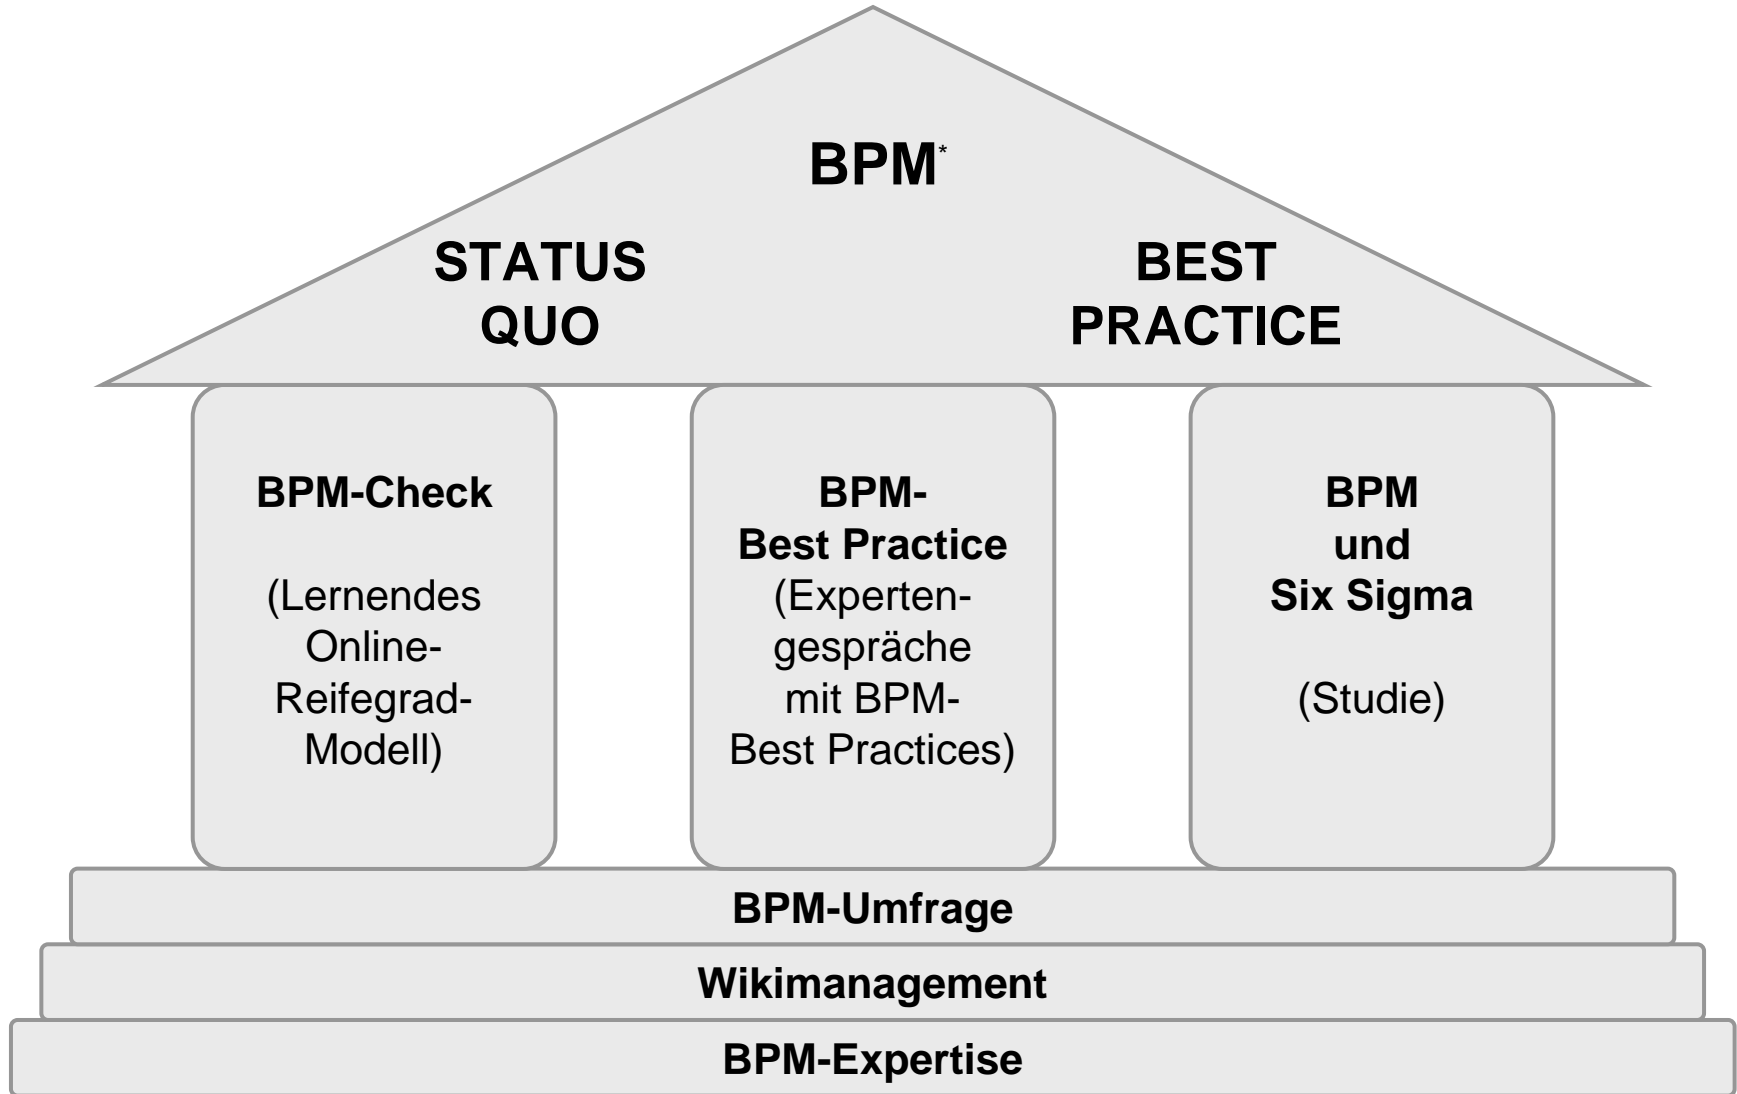 BPM*
STATUS
QUO
BEST
PRACTICE
BPM-Check
(Lernendes
Online-
Reifegrad-
Modell)
BPM-
Best Practice
(Experten-
gespräche
mit BPM-
Best Practices)
BPM
und
Six Sigma
(Studie)
BPM-Umfrage
Wikimanagement
BPM-Expertise